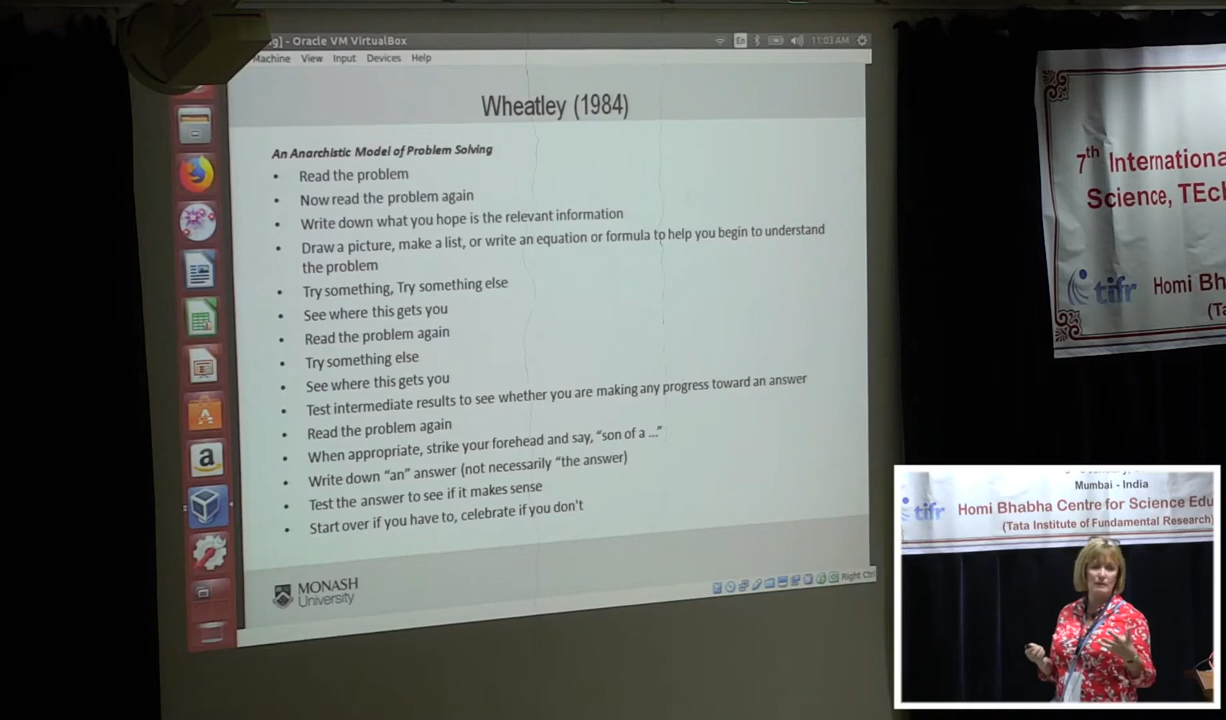 g] - Oracle VM VirtualBox
En
11:03 AM
Machine View Input Devices Help
Wheatley (1984)
An Anarchistic Model of Problem Solving
• Read the problem
• Now read the problem again
• Write down what you hope is the relevant information
• Draw a picture, make a list, or write an equation or formula to help you begin to understand
the problem
• Try something, Try something else
• See where this gets you
• Read the problem again
• Try something else
• See where this gets you
• Test intermediate results to see whether you are making any progress toward an answer
• Read the problem again
• When appropriate, strike your forehead and say, “son of a ...”
• Write down “an” answer (not necessarily “the answer)
• Test the answer to see if it makes sense
• Start over if you have to, celebrate if you don't
MONASH
University
Right Ctrl
7th Internationa
Science, TEch
tifr
Homi Bh
(Ta
Mumbai - India
tifr
Homi Bhabha Centre for Science Edu
(Tata Institute of Fundamental Research)